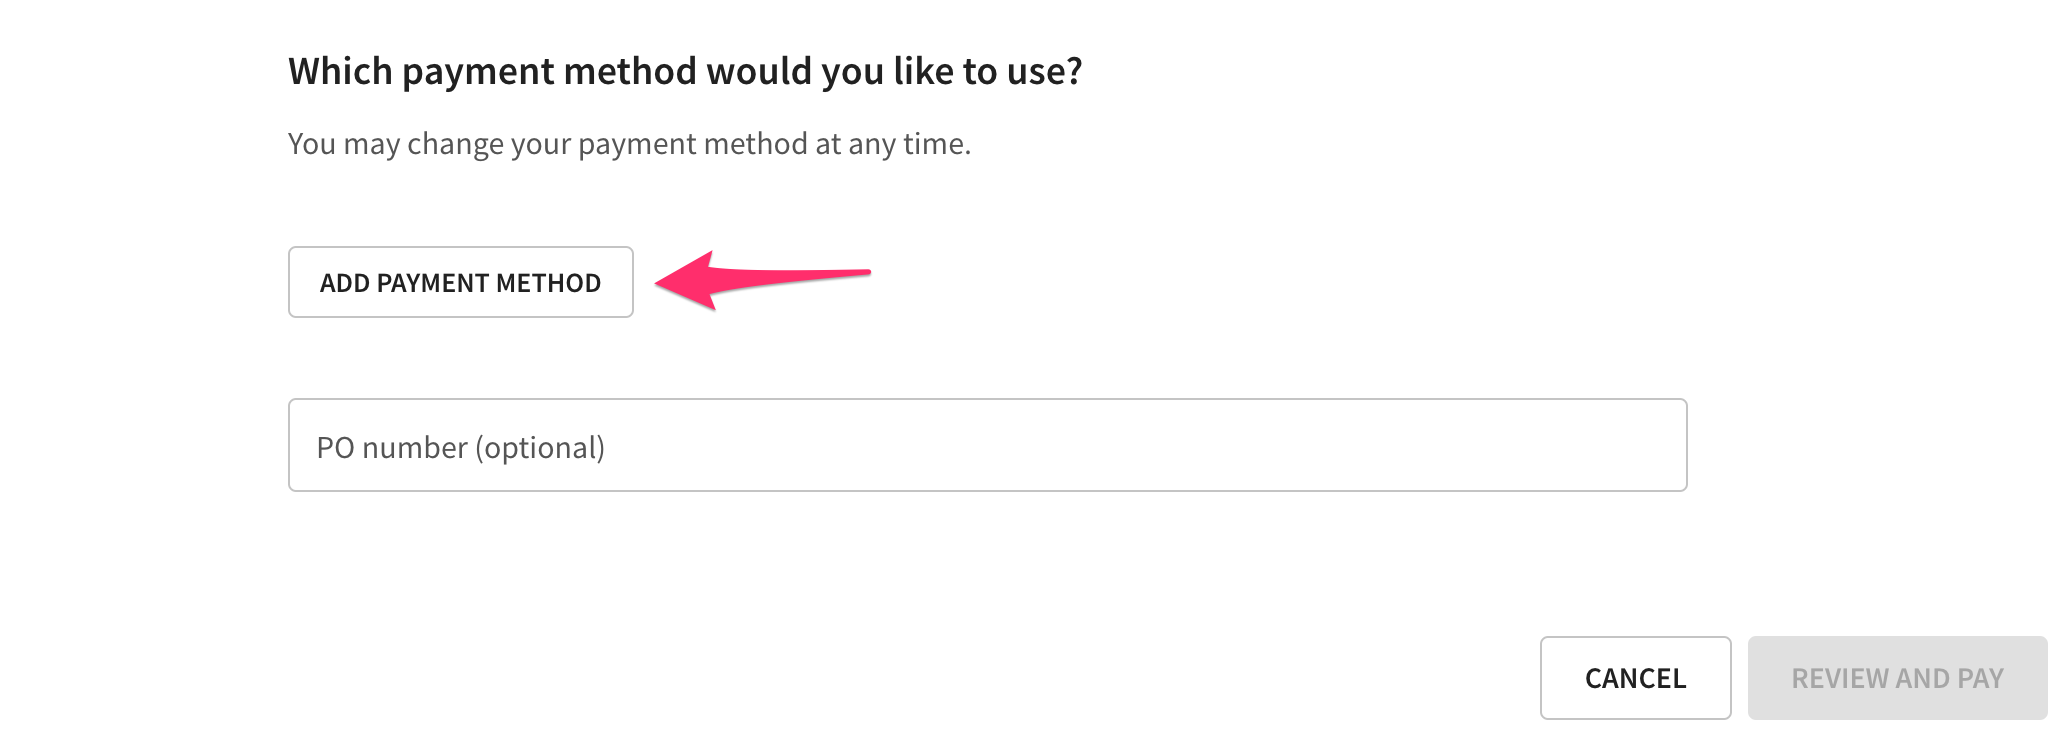 Which payment method would you like to use?
You may change your payment method at any time.
ADD PAYMENT METHOD
PO number (optional)
CANCEL
REVIEW AND PAY